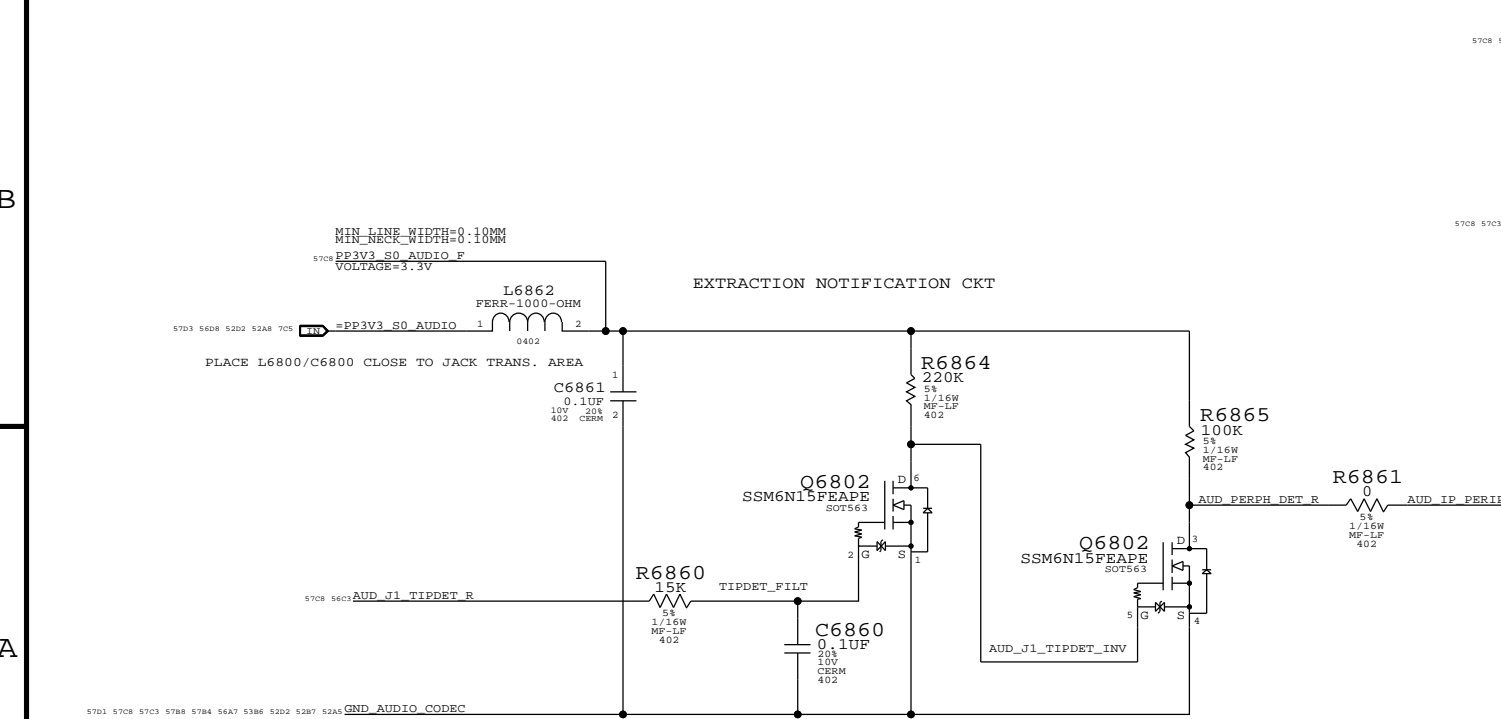 57C8
B
MIN_LINE_WIDTH=0.10MM
MIN_NECK_WIDTH=0.10MM
57C8 57C3
57C8 PP3V3_S0_AUDIO_F
VOLTAGE=3.3V
EXTRACTION NOTIFICATION CKT
L6862
FERR-1000-OHM
57D3 56D8 52D2 52A8 7C5 IN =PP3V3_S0_AUDIO 1 2
0402
PLACE L6800/C6800 CLOSE TO JACK TRANS. AREA
1
C6861
0.1UF
10V 20%
402 CERM
2
R6864
220K
5%
1/16W
MF-LF
402
R6865
100K
5%
1/16W
MF-LF
402
Q6802
SSM6N15FEAPE
SOT563
D 6
2 G S 1
AUD_PERPH_DET_R
R6861
0
5%
1/16W
MF-LF
402
Q6802
SSM6N15FEAPE
SOT563
D 3
5 G S 4
57C8 56C3 AUD_J1_TIPDET_R
R6860
15K
5%
1/16W
MF-LF
402
TIPDET_FILT
C6860
0.1UF
20%
10V
CERM
402
AUD_J1_TIPDET_INV
A
57D1 57C8 57C3 57B8 57B4 56A7 53B6 52D2 52B7 52A5 GND_AUDIO_CODEC